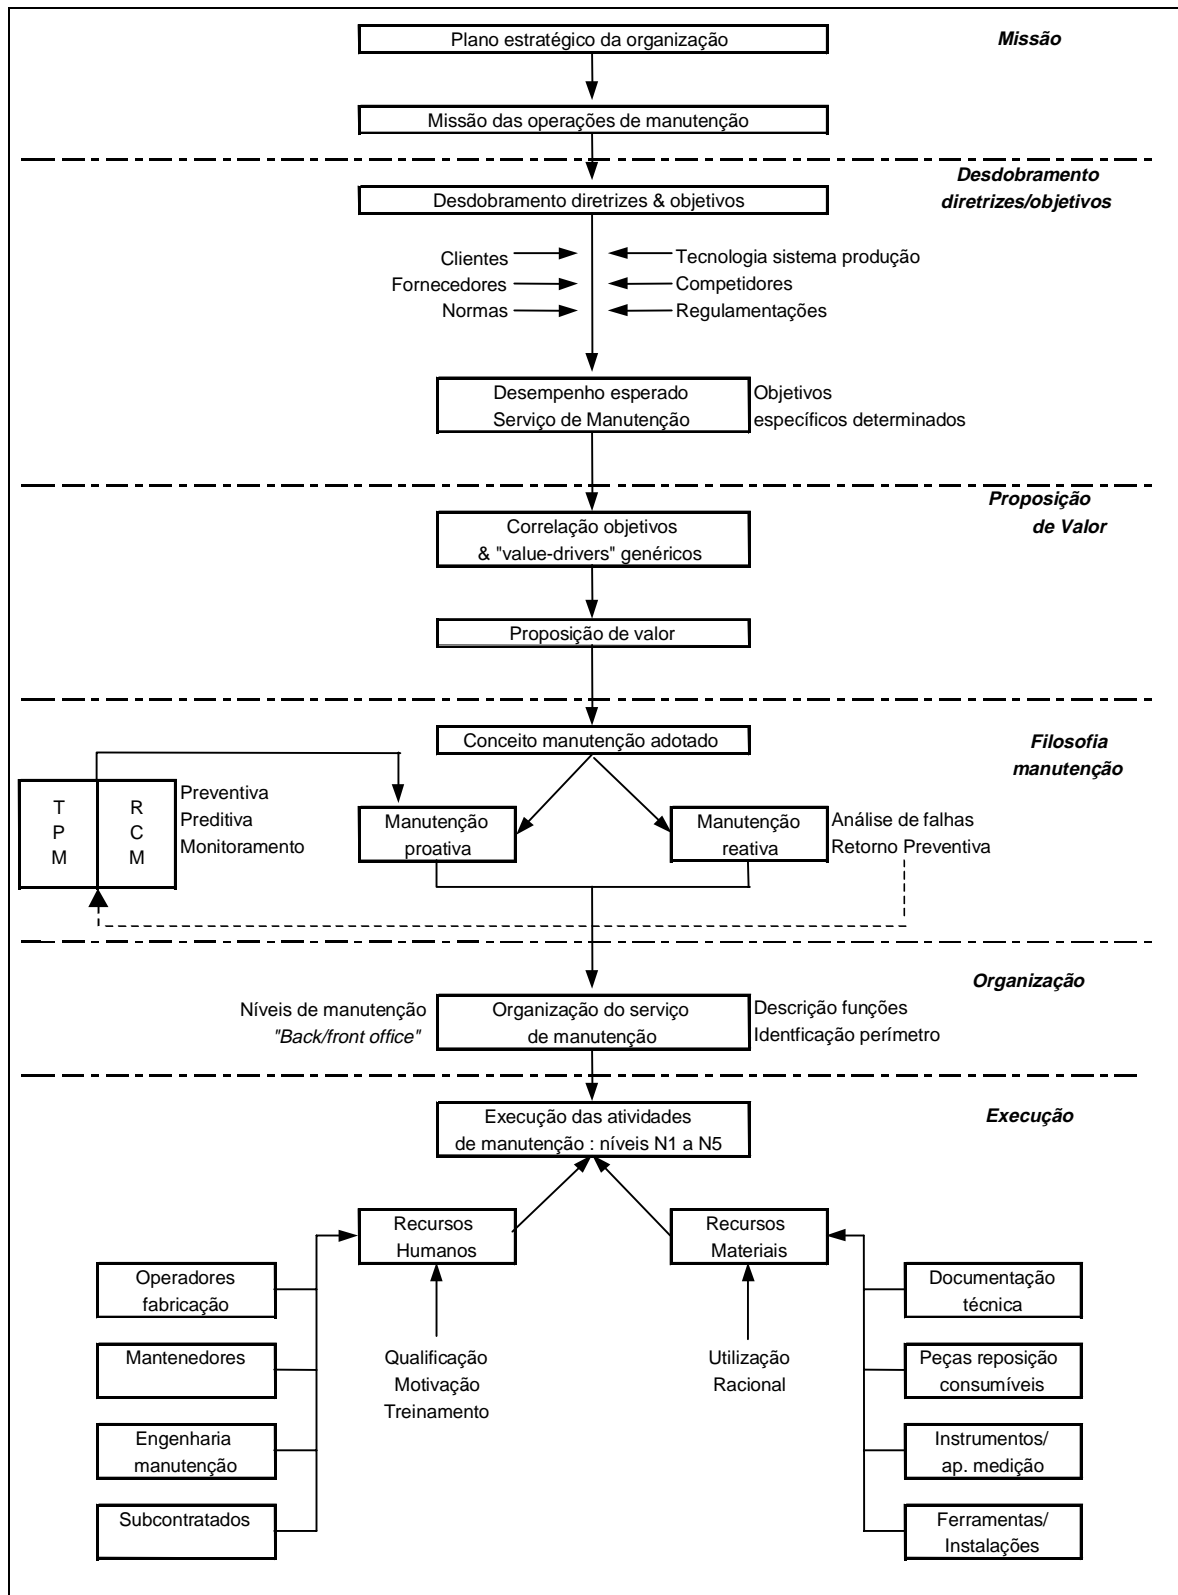 Plano estratégico da organização
Missão
Missão das operações de manutenção
Desdobramento
diretrizes/objetivos
Desdobramento diretrizes & objetivos
Clientes
Tecnologia sistema produção
Fornecedores
Competidores
Normas
Regulamentações
Desempenho esperado
Serviço de Manutenção
Objetivos
específicos determinados
Proposição
de Valor
Correlação objetivos
& "value-drivers" genéricos
Proposição de valor
Conceito manutenção adotado
Filosofia
manutenção
T
P
M
R
C
M
Preventiva
Preditiva
Monitoramento
Manutenção
proativa
Manutenção
reativa
Análise de falhas
Retorno Preventiva
Organização
Níveis de manutenção
"Back/front office"
Organização do serviço
de manutenção
Descrição funções
Identficação perímetro
Execução das atividades
de manutenção : níveis N1 a N5
Execução
Recursos
Humanos
Recursos
Materiais
Operadores
fabricação
Mantenedores
Engenharia
manutenção
Subcontratados
Qualificação
Motivação
Treinamento
Utilização
Racional
Documentação
técnica
Peças reposição
consumíveis
Instrumentos/
ap. medição
Ferramentas/
Instalações